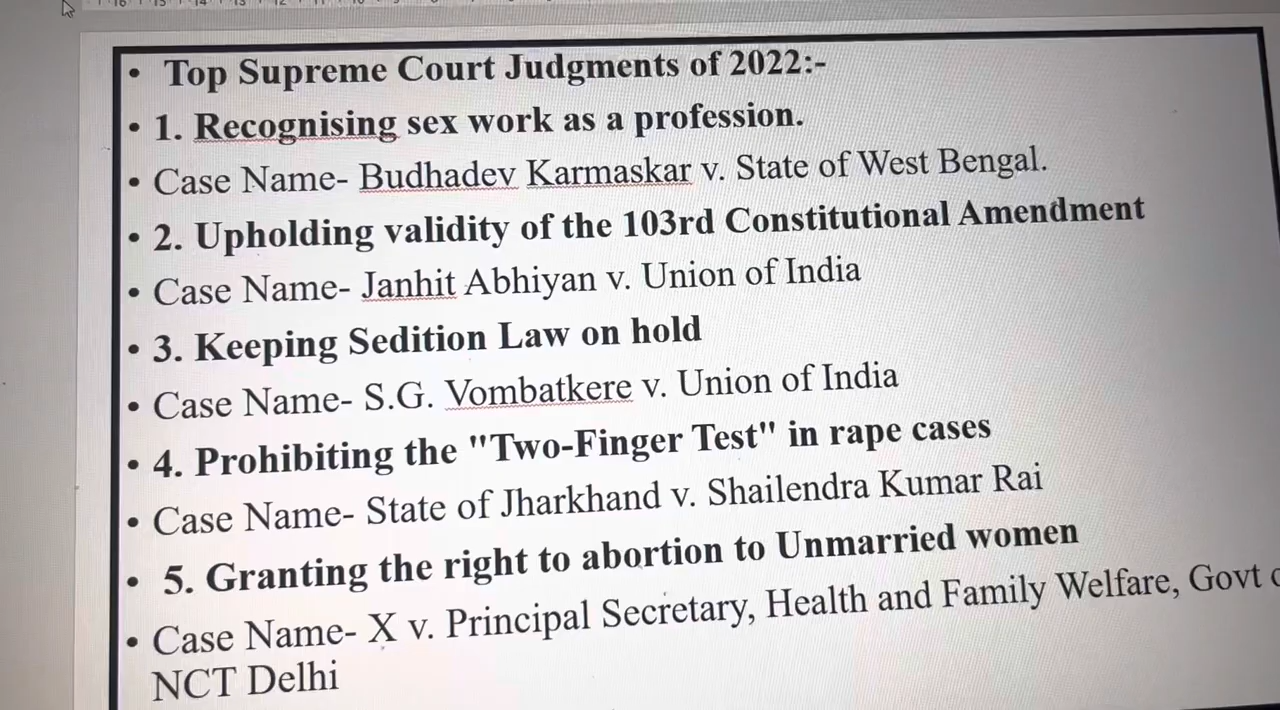 • Top Supreme Court Judgments of 2022:-
• 1. Recognising sex work as a profession.
• Case Name- Budhadev Karmaskar v. State of West Bengal.
• 2. Upholding validity of the 103rd Constitutional Amendment
• Case Name- Janhit Abhiyan v. Union of India
• 3. Keeping Sedition Law on hold
• Case Name- S.G. Vombatkere v. Union of India
• 4. Prohibiting the "Two-Finger Test" in rape cases
• Case Name- State of Jharkhand v. Shailendra Kumar Rai
• 5. Granting the right to abortion to Unmarried women
• Case Name- X v. Principal Secretary, Health and Family Welfare, Govt
NCT Delhi